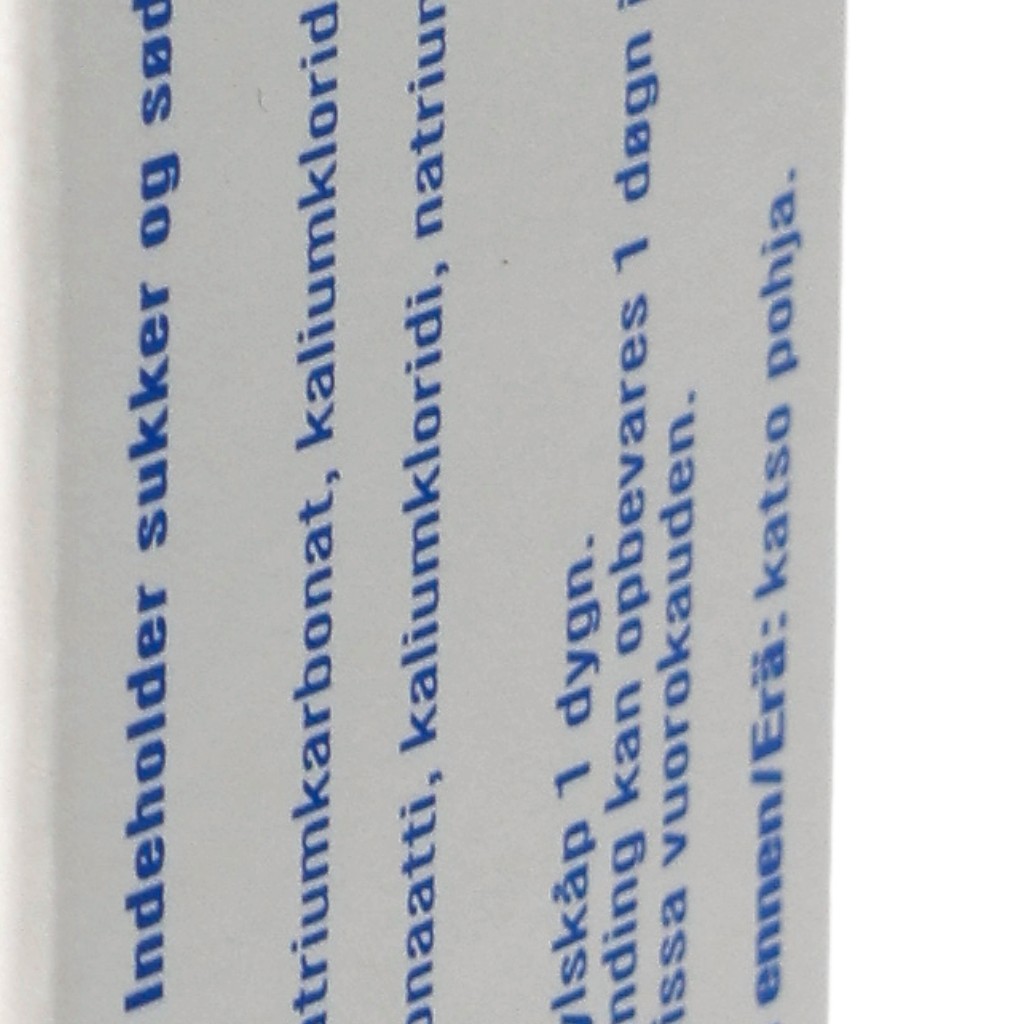 Indeholder sukker og sød
triumkarbonat, kaliumklorid
naatti, kaliumkloridi, natrium
lskåp 1 dygn.
nding kan opbevares 1 døgn i
issa vuorokauden.
ennen/Erä: katso pohja.